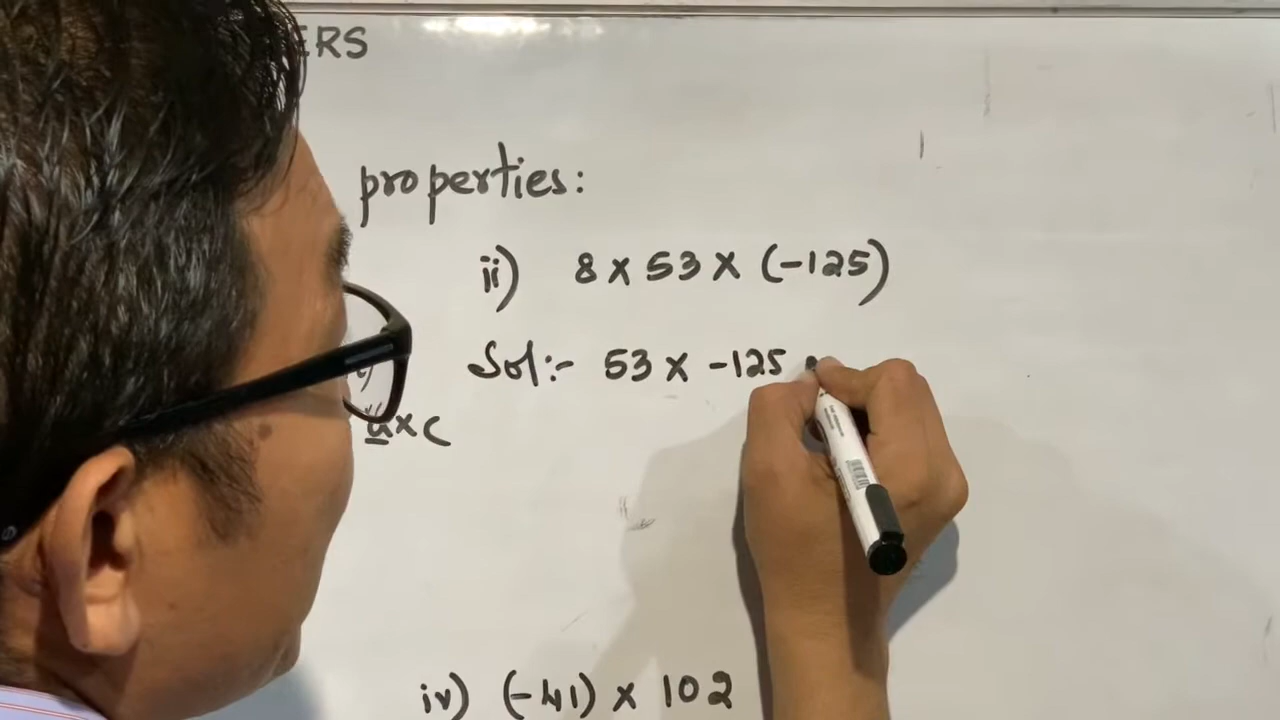 ERS
properties:
ii) 8 x 53 x (-125)
Sol:- 53 x -125
a x c
iv) (-41) x 102